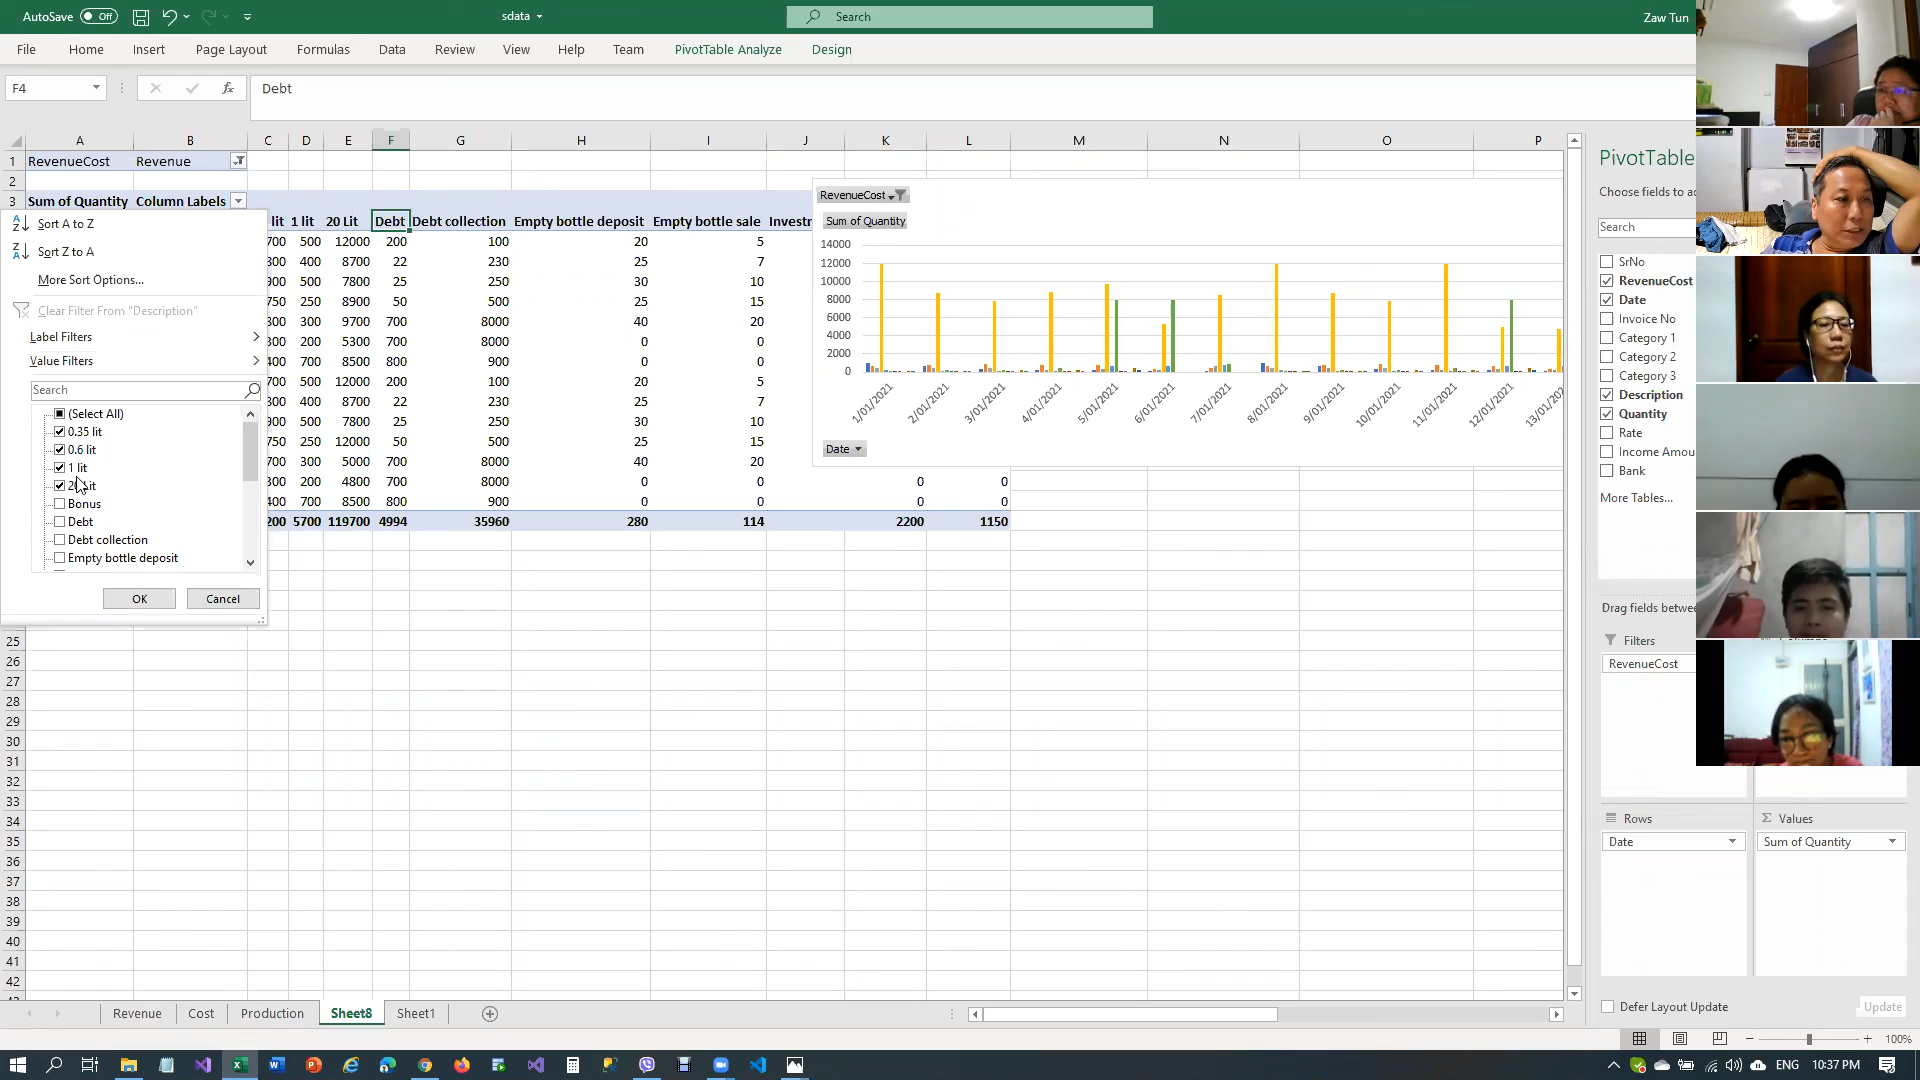 AutoSave Off sdata Search Zaw Tun
File Home Insert Page Layout Formulas Data Review View Help Team PivotTable Analyze Design
F4 fx Debt
A B C D E F G H I J K L M N O P
1 RevenueCost Revenue
2
3 Sum of Quantity Column Labels
lit 1 lit 20 Lit Debt Debt collection Empty bottle deposit Empty bottle sale Investm
700 500 12000 200 100 20 5
800 400 8700 22 230 25 7
900 500 7800 25 250 30 10
750 250 8900 50 500 25 15
300 300 9700 700 8000 40 20
300 200 5300 700 8000 0 0
400 700 8500 800 900 0 0
700 500 12000 200 100 20 5
300 400 8700 22 230 25 7
900 500 7800 25 250 30 10
750 250 12000 50 500 25 15
700 300 5000 700 8000 40 20
300 200 4800 700 8000 0 0 0 0
400 700 8500 800 900 0 0 0 0
200 5700 119700 4994 35960 280 114 2200 1150
Sort A to Z
Sort Z to A
More Sort Options...
Clear Filter From "Description"
Label Filters
Value Filters
Search
(Select All)
0.35 lit
0.6 lit
1 lit
20 Lit
Bonus
Debt
Debt collection
Empty bottle deposit
OK Cancel
25
26
27
28
29
30
31
32
33
34
35
36
37
38
39
40
41
42
RevenueCost
Sum of Quantity
14000
12000
10000
8000
6000
4000
2000
0
1/01/2021 2/01/2021 3/01/2021 4/01/2021 5/01/2021 6/01/2021 7/01/2021 8/01/2021 9/01/2021 10/01/2021 11/01/2021 12/01/2021 13/01/20
Date
PivotTable
Choose fields to ad
Search
SrNo
RevenueCost
Date
Invoice No
Category 1
Category 2
Category 3
Description
Quantity
Rate
Income Amou
Bank
More Tables...
Drag fields betwee
Filters
RevenueCost
Rows Values
Date Sum of Quantity
Defer Layout Update Update
Revenue Cost Production Sheet8 Sheet1
100%
ENG 10:37 PM